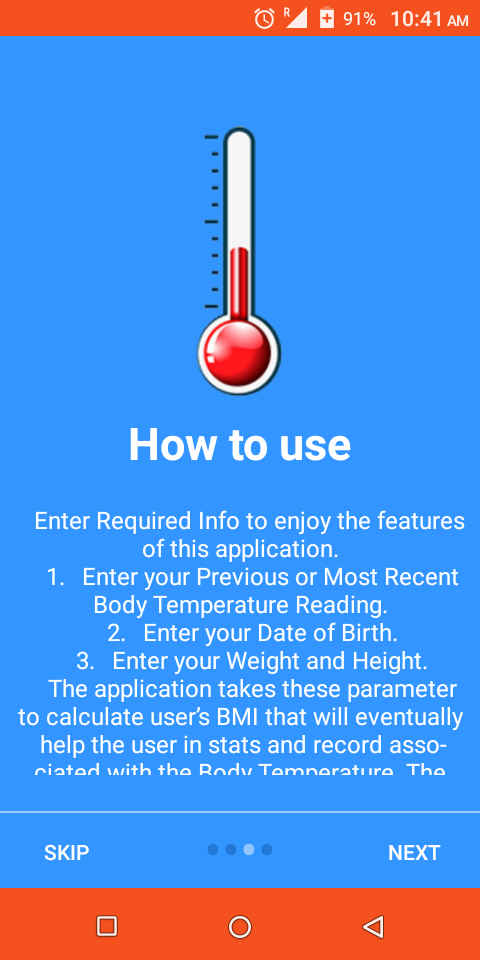 R 91% 10:41 AM
How to use
Enter Required Info to enjoy the features
of this application.
1. Enter your Previous or Most Recent
Body Temperature Reading.
2. Enter your Date of Birth.
3. Enter your Weight and Height.
The application takes these parameter
to calculate user’s BMI that will eventually
help the user in stats and record asso-
ciated with the Body Temperature. The
SKIP NEXT